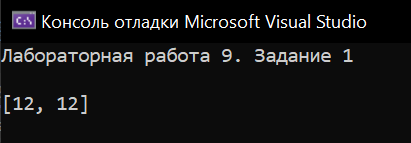 Консоль отладки Microsoft Visual Studio
Лабораторная работа 9. Задание 1
[12, 12]